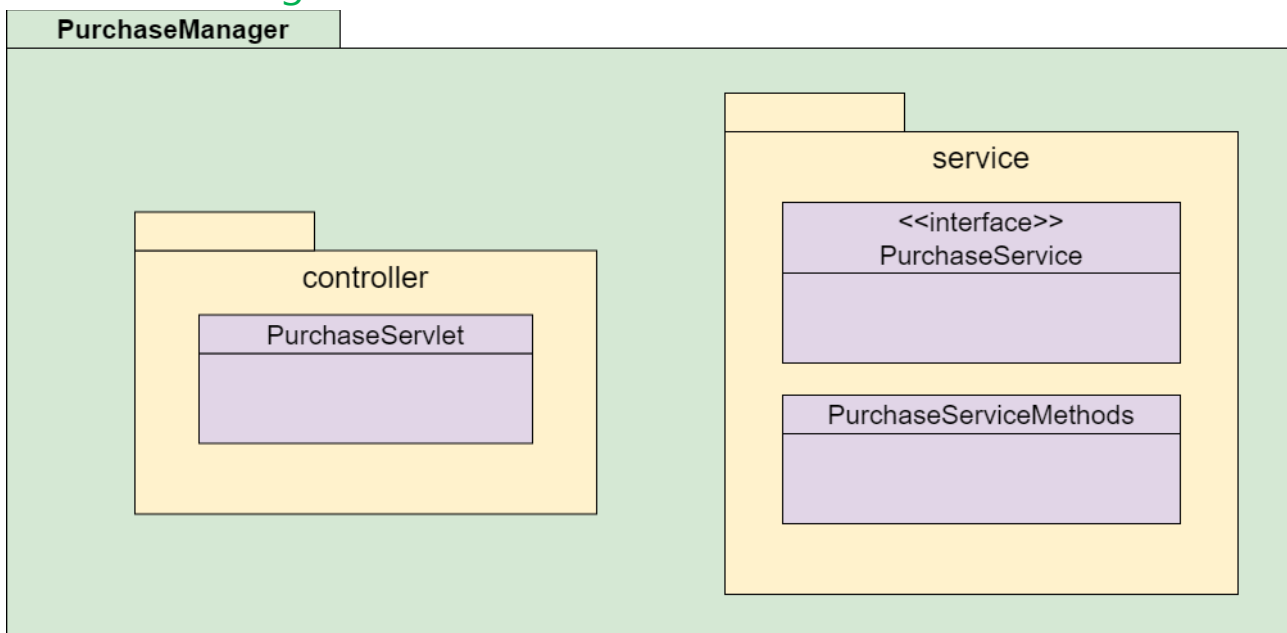 PurchaseManager
controller
PurchaseServlet
service
<<interface>>
PurchaseService
PurchaseServiceMethods